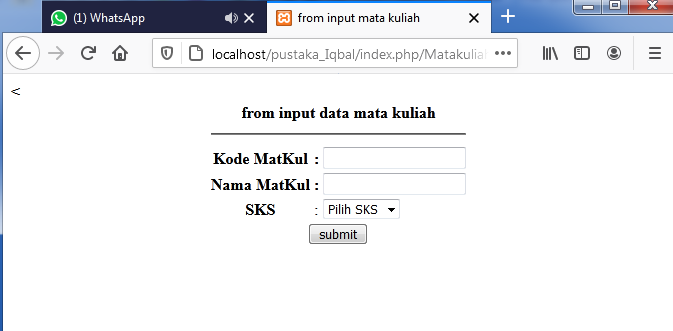 (1) WhatsApp
from input mata kuliah
localhost/pustaka_Iqbal/index.php/Matakuliah
<
from input data mata kuliah
Kode MatKul :
Nama MatKul :
SKS : Pilih SKS
submit